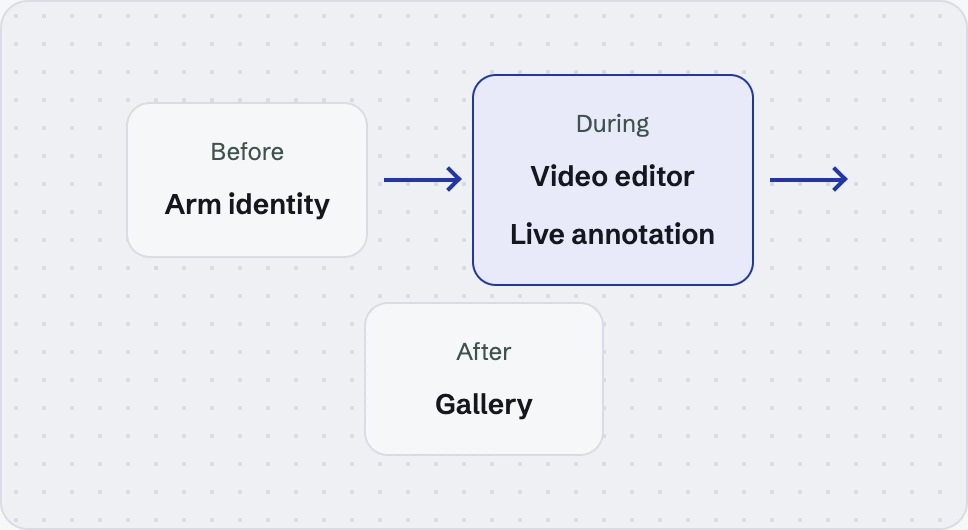 Before
Arm identity
During
Video editor
Live annotation
After
Gallery